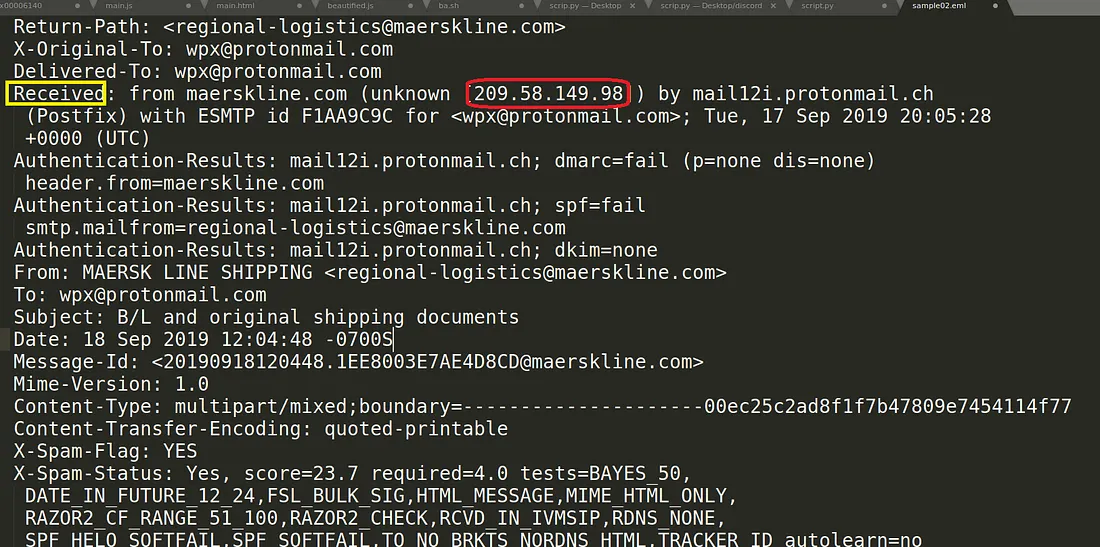 x00006140 main.js main.html beautified.js ba.sh scrip.py — Desktop scrip.py — Desktop/discord script.py sample02.eml
Return-Path: <regional-logistics@maerskline.com>
X-Original-To: wpx@protonmail.com
Delivered-To: wpx@protonmail.com
Received: from maerskline.com (unknown [209.58.149.98]) by mail12i.protonmail.ch
(Postfix) with ESMTP id F1AA9C9C for <wpx@protonmail.com>; Tue, 17 Sep 2019 20:05:28
+0000 (UTC)
Authentication-Results: mail12i.protonmail.ch; dmarc=fail (p=none dis=none)
header.from=maerskline.com
Authentication-Results: mail12i.protonmail.ch; spf=fail
smtp.mailfrom=regional-logistics@maerskline.com
Authentication-Results: mail12i.protonmail.ch; dkim=none
From: MAERSK LINE SHIPPING <regional-logistics@maerskline.com>
To: wpx@protonmail.com
Subject: B/L and original shipping documents
Date: 18 Sep 2019 12:04:48 -0700S
Message-Id: <20190918120448.1EE8003E7AE4D8CD@maerskline.com>
Mime-Version: 1.0
Content-Type: multipart/mixed;boundary=---------------------00ec25c2ad8f1f7b47809e7454114f77
Content-Transfer-Encoding: quoted-printable
X-Spam-Flag: YES
X-Spam-Status: Yes, score=23.7 required=4.0 tests=BAYES_50,
DATE_IN_FUTURE_12_24,FSL_BULK_SIG,HTML_MESSAGE,MIME_HTML_ONLY,
RAZOR2_CF_RANGE_51_100,RAZOR2_CHECK,RCVD_IN_IVMSIP,RDNS_NONE,
SPF_HELO_SOFTFAIL,SPF_SOFTFAIL,TO_NO_BRKTS_NORDNS_HTML,TRACKER_ID autolearn=no